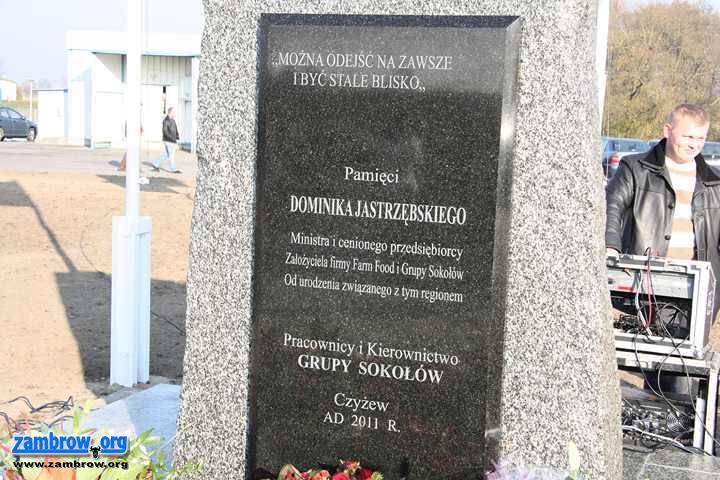 „MOŻNA ODEJŚĆ NA ZAWSZE
I BYĆ STALE BLISKO„
Pamięci
DOMINIKA JASTRZĘBSKIEGO
Ministra i cenionego przedsiębiorcy
Założyciela firmy Farm Food i Grupy Sokołów
Od urodzenia związanego z tym regionem
Pracownicy i Kierownictwo
GRUPY SOKOŁÓW
Czyżew
AD 2011 R.
zambrow.org
www.zambrow.org